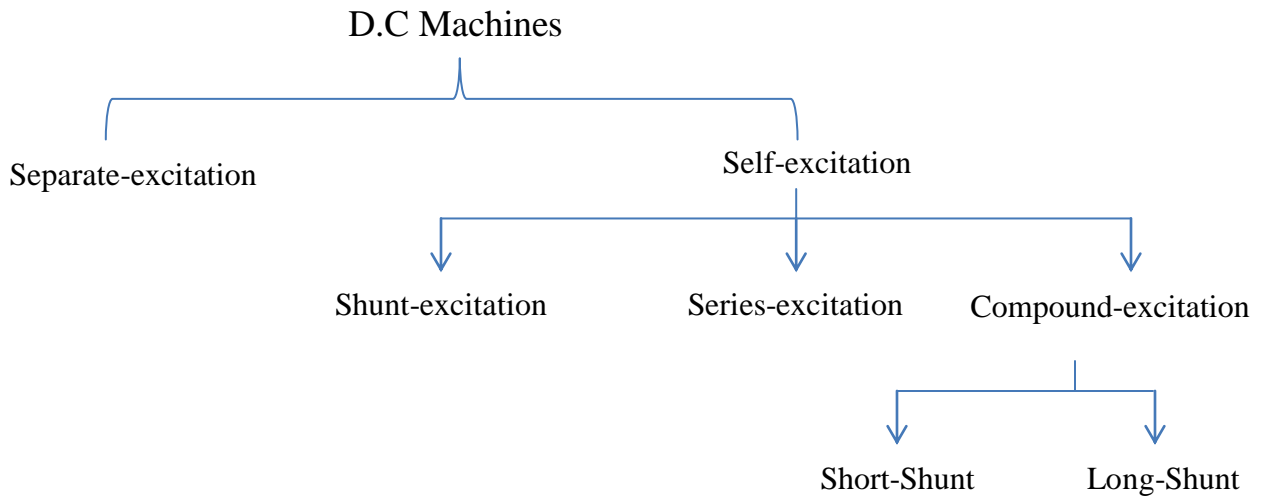 D.C Machines
Separate-excitation
Self-excitation
Shunt-excitation
Series-excitation
Compound-excitation
Short-Shunt
Long-Shunt